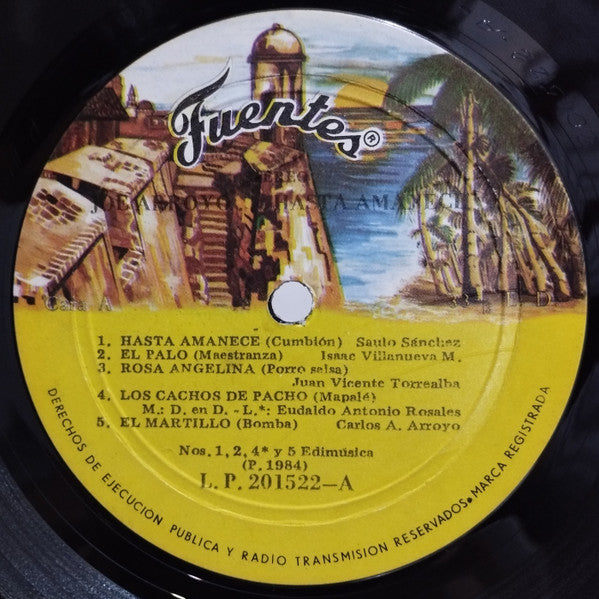 Fuentes®
STEREO
JOE ARROYO HASTA AMANECE
Cara A
1. HASTA AMANECE (Cumbión) Saulo Sánchez
2. EL PALO (Maestranza) Isaac Villanueva M.
3. ROSA ANGELINA (Porro salsa)
Juan Vicente Torrealba
4. LOS CACHOS DE PACHO (Mapalé)
M.: D. en D. - L.*: Eudaldo Antonio Rosales
5. EL MARTILLO (Bomba) Carlos A. Arroyo
Nos. 1, 2, 4* y 5 Edimúsica
(P. 1984)
L. P. 201522-A
DERECHOS DE EJECUCION PUBLICA Y RADIO TRANSMISION RESERVADOS • MARCA REGISTRADA